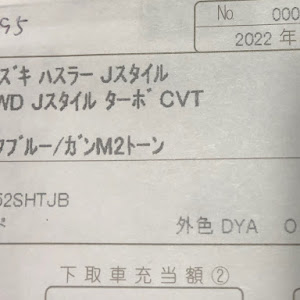 95
No 000
2022 年
ズキ ハスラー Jスタイル
WD Jスタイル ターボ CVT
ブルー/ガンM2トーン
52SHTJB
外色 DYA O
下取車充当額②